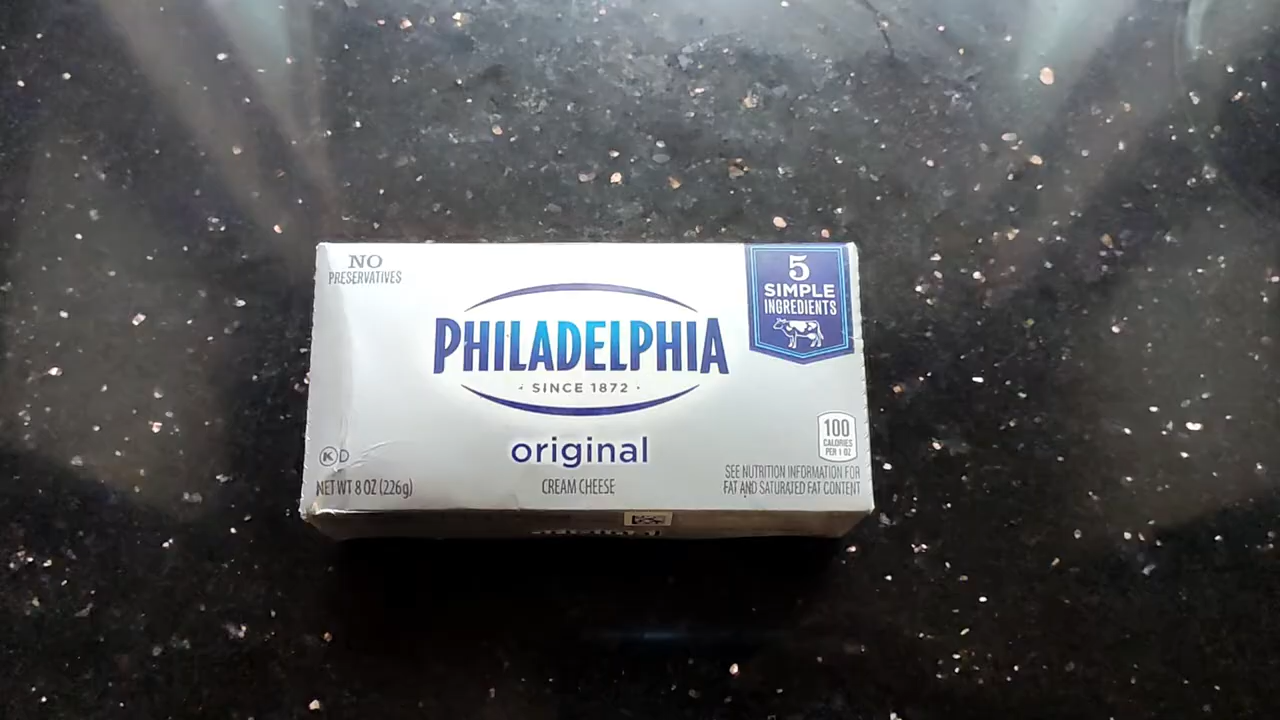 NO
PRESERVATIVES
5
SIMPLE
INGREDIENTS
PHILADELPHIA
· SINCE 1872 ·
original
CREAM CHEESE
K D
NET WT 8 OZ (226g)
100
CALORIES
PER 1 OZ
SEE NUTRITION INFORMATION FOR
FAT AND SATURATED FAT CONTENT